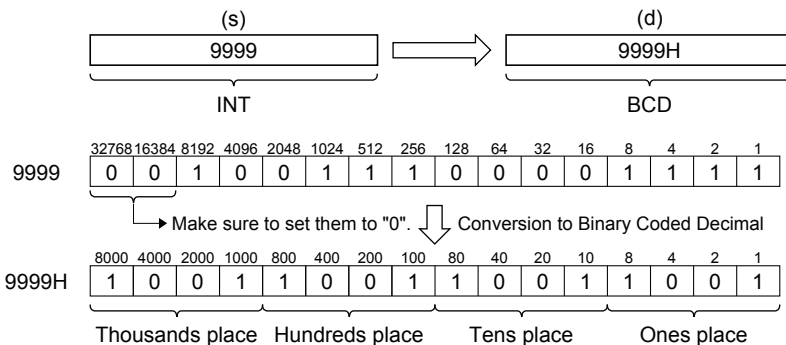 (s) (d)
9999 9999H
INT BCD
32768 16384 8192 4096 2048 1024 512 256 128 64 32 16 8 4 2 1
9999 0 0 1 0 0 1 1 1 0 0 0 0 1 1 1 1
Make sure to set them to "0". Conversion to Binary Coded Decimal
8000 4000 2000 1000 800 400 200 100 80 40 20 10 8 4 2 1
9999H 1 0 0 1 1 0 0 1 1 0 0 1 1 0 0 1
Thousands place Hundreds place Tens place Ones place